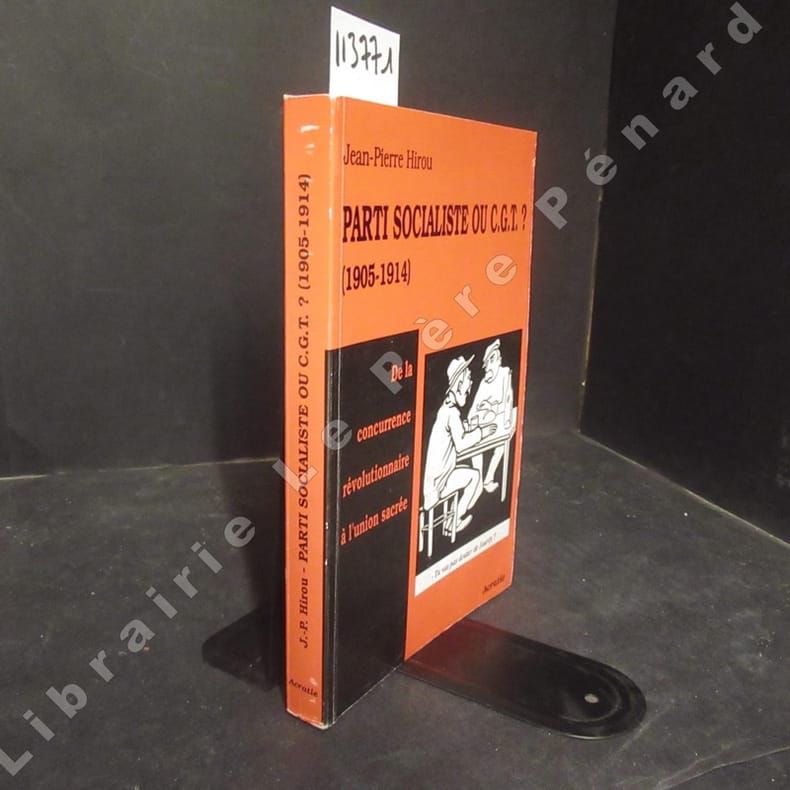 113771
Jean-Pierre Hirou
PARTI SOCIALISTE OU C.G.T. ?
(1905-1914)
De la
concurrence
révolutionnaire
à l'union sacrée
Acratie
J.-P. Hirou - PARTI SOCIALISTE OU C.G.T. ? (1905-1914)
Acratie
Librairie Le Père Pénard